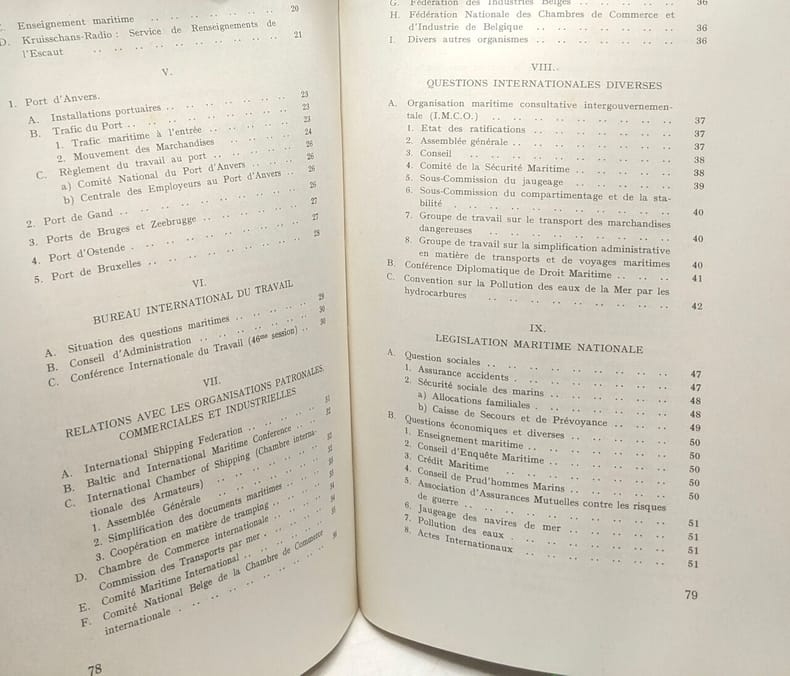 Enseignement maritime .. .. .. .. .. .. 20
D. Kruisschans-Radio : Service de Renseignements de
l'Escaut .. .. .. .. .. .. .. .. 21
V.
1. Port d'Anvers.
A. Installations portuaires .. .. .. .. .. .. 23
B. Trafic du Port .. .. .. .. .. .. .. 23
1. Trafic maritime à l'entrée .. .. .. .. .. 23
2. Mouvement des Marchandises .. .. .. .. 24
C. Règlement du travail au port .. .. .. .. .. 26
a) Comité National du Port d'Anvers .. .. .. 26
b) Centrale des Employeurs au Port d'Anvers .. 26
2. Port de Gand .. .. .. .. .. .. .. .. 26
3. Ports de Bruges et Zeebrugge .. .. .. .. .. 27
4. Port d'Ostende . .. .. .. .. .. .. .. 27
5. Port de Bruxelles .. .. .. .. .. .. .. 28
VI.
BUREAU INTERNATIONAL DU TRAVAIL
A. Situation des questions maritimes .. .. .. .. 29
B. Conseil d'Administration .. .. .. .. .. .. 30
C. Conférence Internationale du Travail (46me session) .. 30
VII.
RELATIONS AVEC LES ORGANISATIONS PATRONALES,
COMMERCIALES ET INDUSTRIELLES
A. International Shipping Federation .. .. .. .. 31
B. Baltic and International Maritime Conference .. .. 32
C. International Chamber of Shipping (Chambre interna-
tionale des Armateurs) .. .. .. .. .. ..
1. Assemblée Générale .. .. .. .. .. ..
2. Simplification des documents maritimes .. .. ..
3. Coopération en matière de tramping .. .. ..
D. Chambre de Commerce internationale .. .. .. ..
Commission des Transports par mer . .. .. ..
E. Comité Maritime International .. .. .. .. ..
F. Comité National Belge de la Chambre de Commerce
internationale . .. .. .. .. .. .. ..
78
G. Fédération des Industries Belges .. .. .. .. 36
H. Fédération Nationale des Chambres de Commerce et
d'Industrie de Belgique .. .. .. .. .. .. 36
I. Divers autres organismes .. .. .. .. .. .. 36
VIII.
QUESTIONS INTERNATIONALES DIVERSES
A. Organisation maritime consultative intergouvernemen-
tale (I.M.C.O.) .. .. .. .. .. .. .. .. 37
1. Etat des ratifications .. .. .. .. .. .. 37
2. Assemblée générale .. .. .. .. .. .. .. 37
3. Conseil .. .. .. .. .. .. .. .. 38
4. Comité de la Sécurité Maritime .. .. .. .. 38
5. Sous-Commission du jaugeage .. .. .. .. 39
6. Sous-Commission du compartimentage et de la sta-
bilité . .. .. .. .. .. .. .. .. 40
7. Groupe de travail sur le transport des marchandises
dangereuses .. .. .. .. .. .. .. .. 40
8. Groupe de travail sur la simplification administrative
en matière de transports et de voyages maritimes 40
B. Conférence Diplomatique de Droit Maritime .. .. 41
C. Convention sur la Pollution des eaux de la Mer par les
hydrocarbures .. .. .. .. .. .. .. .. 42
IX.
LEGISLATION MARITIME NATIONALE
A. Question sociales .. .. .. .. .. .. .. .. 47
1. Assurance accidents . .. .. .. .. .. .. 47
2. Sécurité sociale des marins .. .. .. .. .. 48
a) Allocations familiales . .. .. .. .. .. 48
b) Caisse de Secours et de Prévoyance .. .. .. 49
B. Questions économiques et diverses .. .. .. .. 50
1. Enseignement maritime .. .. .. .. .. .. 50
2. Conseil d'Enquête Maritime .. .. .. .. .. 50
3. Crédit Maritime .. .. .. .. .. .. .. 50
4. Conseil de Prud'hommes Marins .. .. .. .. 50
5. Association d'Assurances Mutuelles contre les risques
de guerre .. .. .. .. .. .. .. .. 51
6. Jaugeage des navires de mer .. .. .. .. .. 51
7. Pollution des eaux . .. .. .. .. .. .. 51
8. Actes Internationaux .. .. .. .. .. .. 51
79